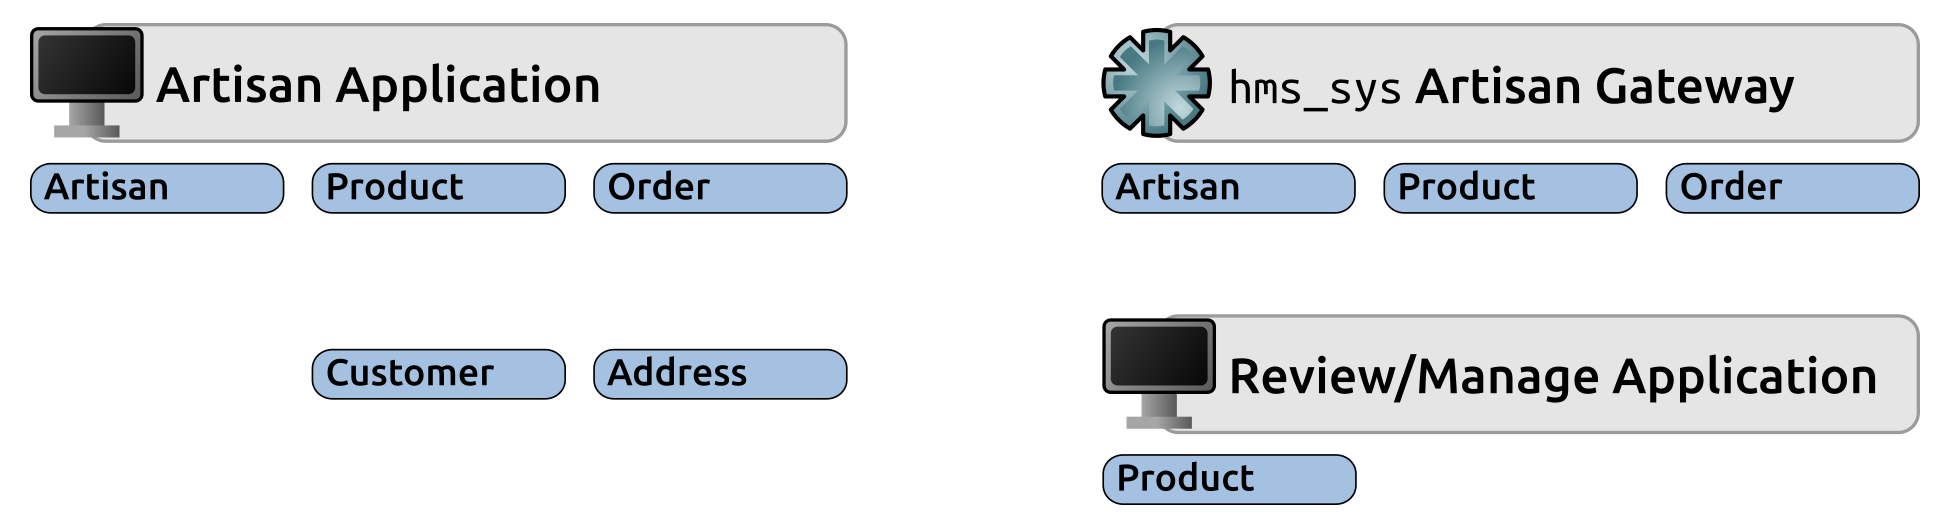 Artisan Application
Artisan
Product
Order
Customer
Address
hms_sys Artisan Gateway
Artisan
Product
Order
Review/Manage Application
Product